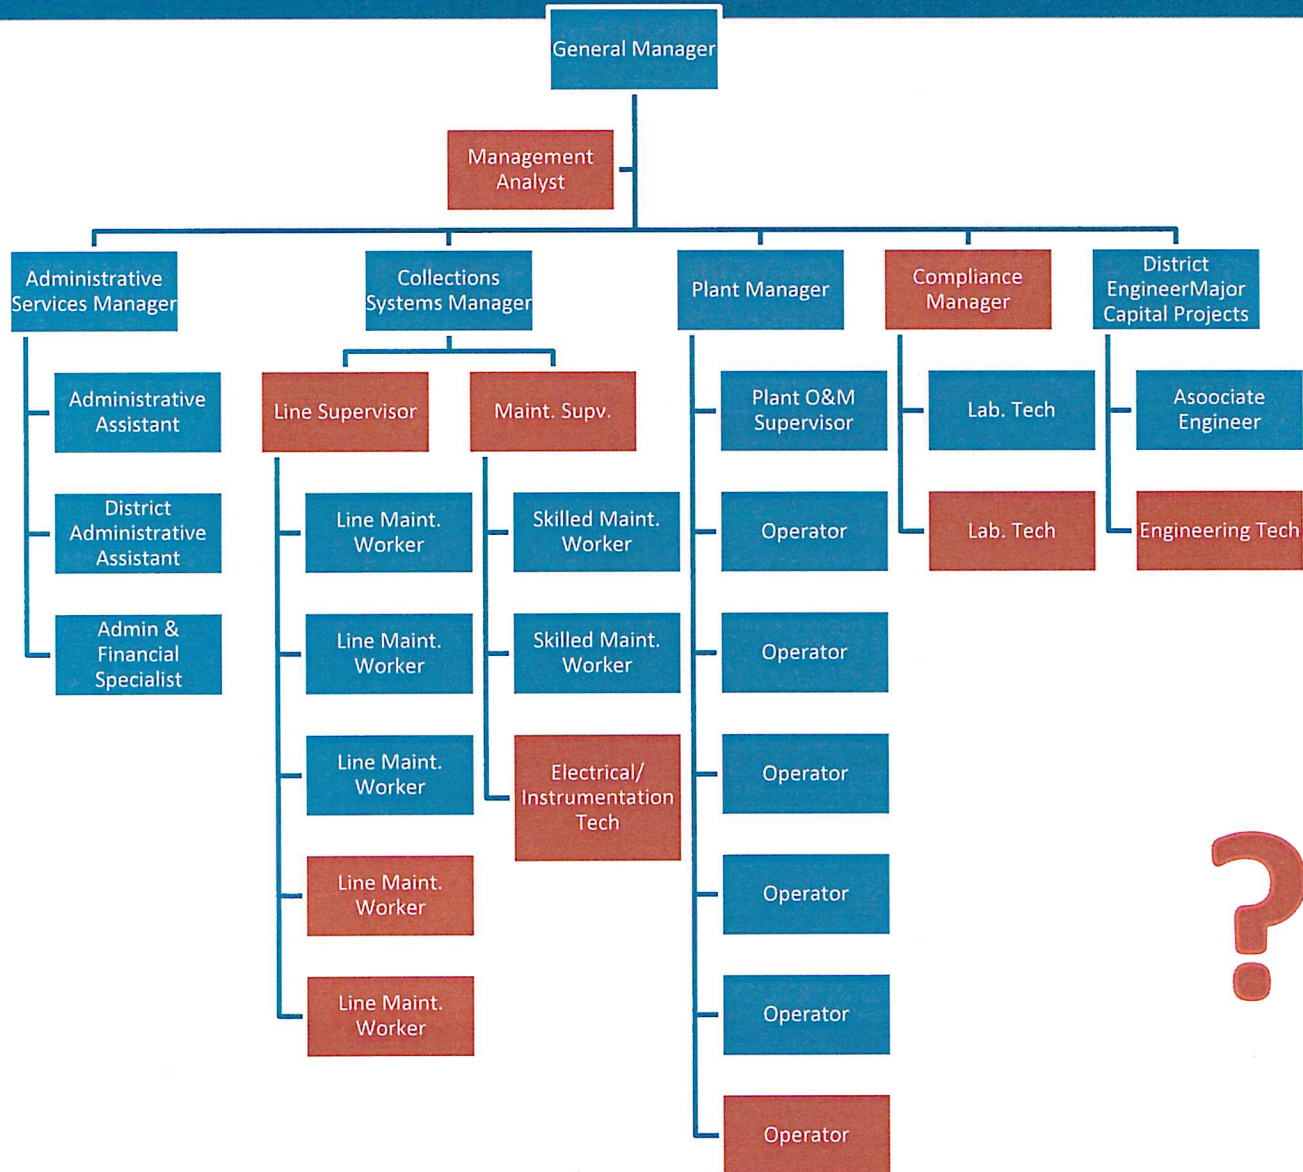 General Manager
Management
Analyst
Administrative
Services Manager
Collections
Systems Manager
Plant Manager
Compliance
Manager
District
EngineerMajor
Capital Projects
Administrative
Assistant
District
Administrative
Assistant
Admin &
Financial
Specialist
Line Supervisor
Line Maint.
Worker
Line Maint.
Worker
Line Maint.
Worker
Line Maint.
Worker
Line Maint.
Worker
Maint. Supv.
Skilled Maint.
Worker
Skilled Maint.
Worker
Electrical/
Instrumentation
Tech
Plant O&M
Supervisor
Operator
Operator
Operator
Operator
Operator
Operator
Lab. Tech
Lab. Tech
Asoociate
Engineer
Engineering Tech
?